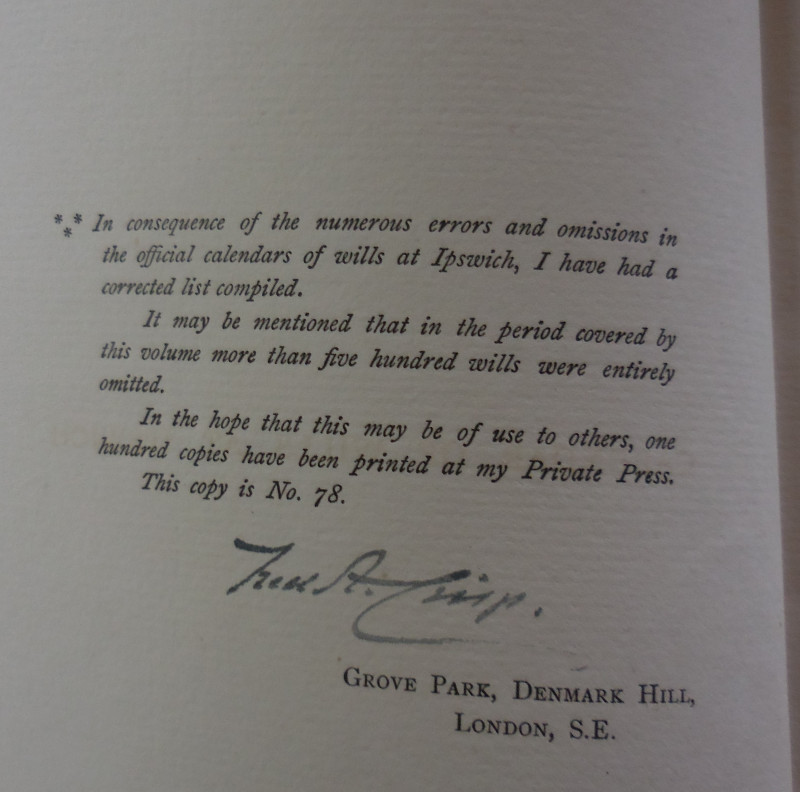 *** In consequence of the numerous errors and omissions in
the official calendars of wills at Ipswich, I have had a
corrected list compiled.
It may be mentioned that in the period covered by
this volume more than five hundred wills were entirely
omitted.
In the hope that this may be of use to others, one
hundred copies have been printed at my Private Press.
This copy is No. 78.
Fred A. Crisp.
GROVE PARK, DENMARK HILL,
LONDON, S.E.